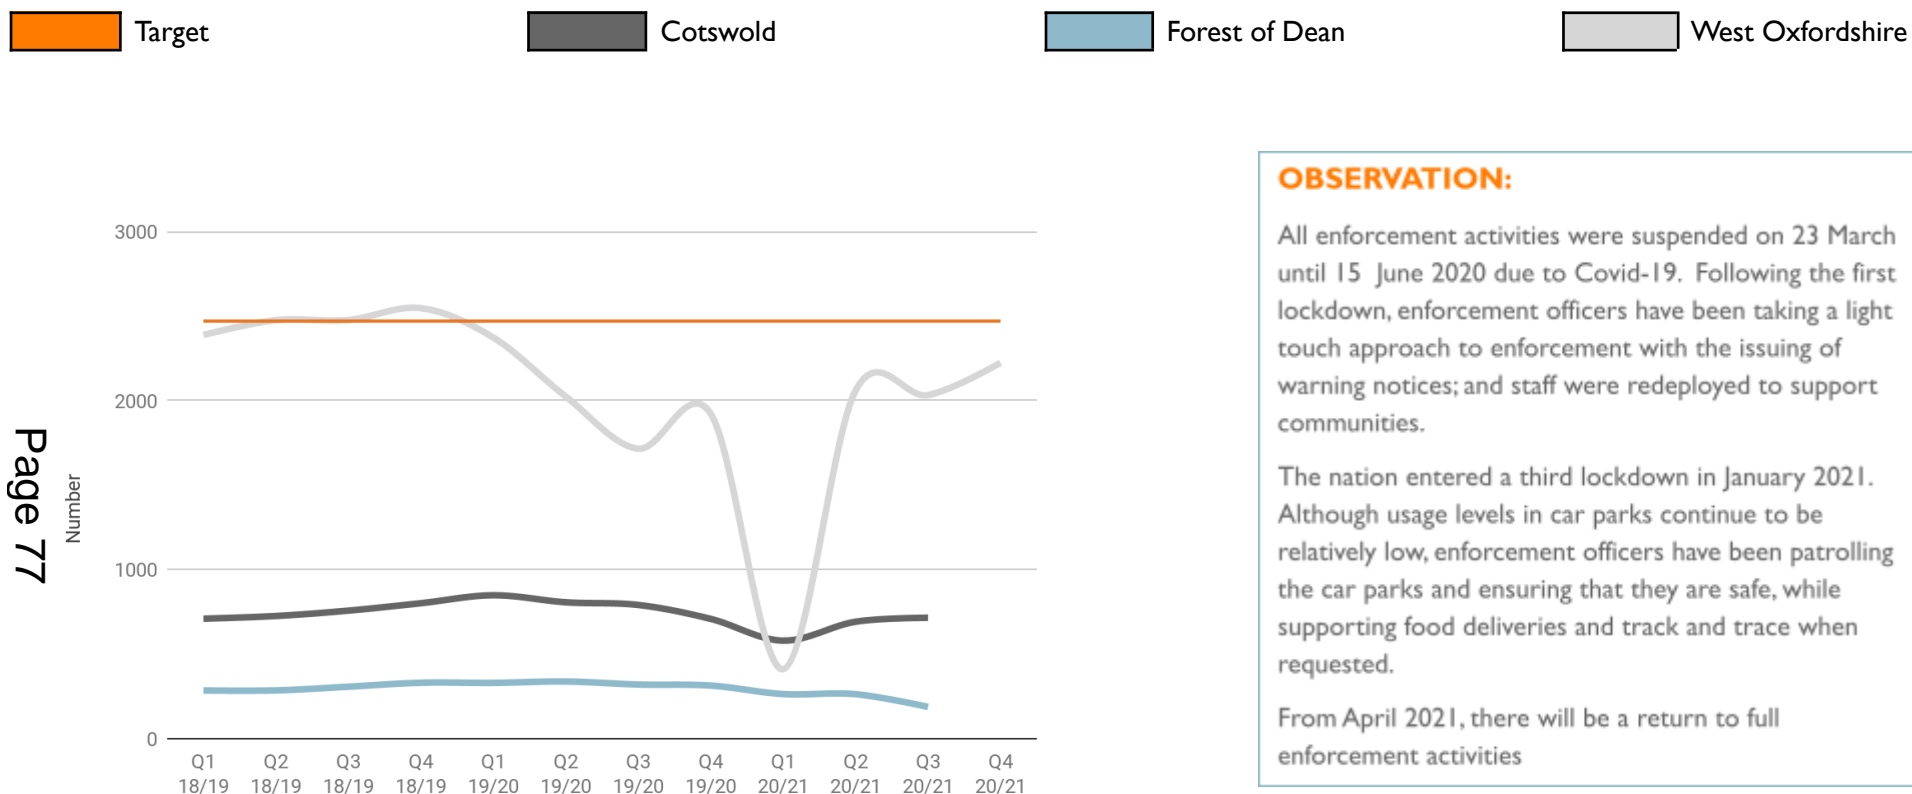 Target
Cotswold
Forest of Dean
West Oxfordshire
Page 77
Number
3000
2000
1000
0
Q1 Q2 Q3 Q4 Q1 Q2 Q3 Q4 Q1 Q2 Q3 Q4
18/19 18/19 18/19 18/19 19/20 19/20 19/20 19/20 20/21 20/21 20/21 20/21
OBSERVATION:
All enforcement activities were suspended on 23 March
until 15 June 2020 due to Covid-19. Following the first
lockdown, enforcement officers have been taking a light
touch approach to enforcement with the issuing of
warning notices; and staff were redeployed to support
communities.
The nation entered a third lockdown in January 2021.
Although usage levels in car parks continue to be
relatively low, enforcement officers have been patrolling
the car parks and ensuring that they are safe, while
supporting food deliveries and track and trace when
requested.
From April 2021, there will be a return to full
enforcement activities